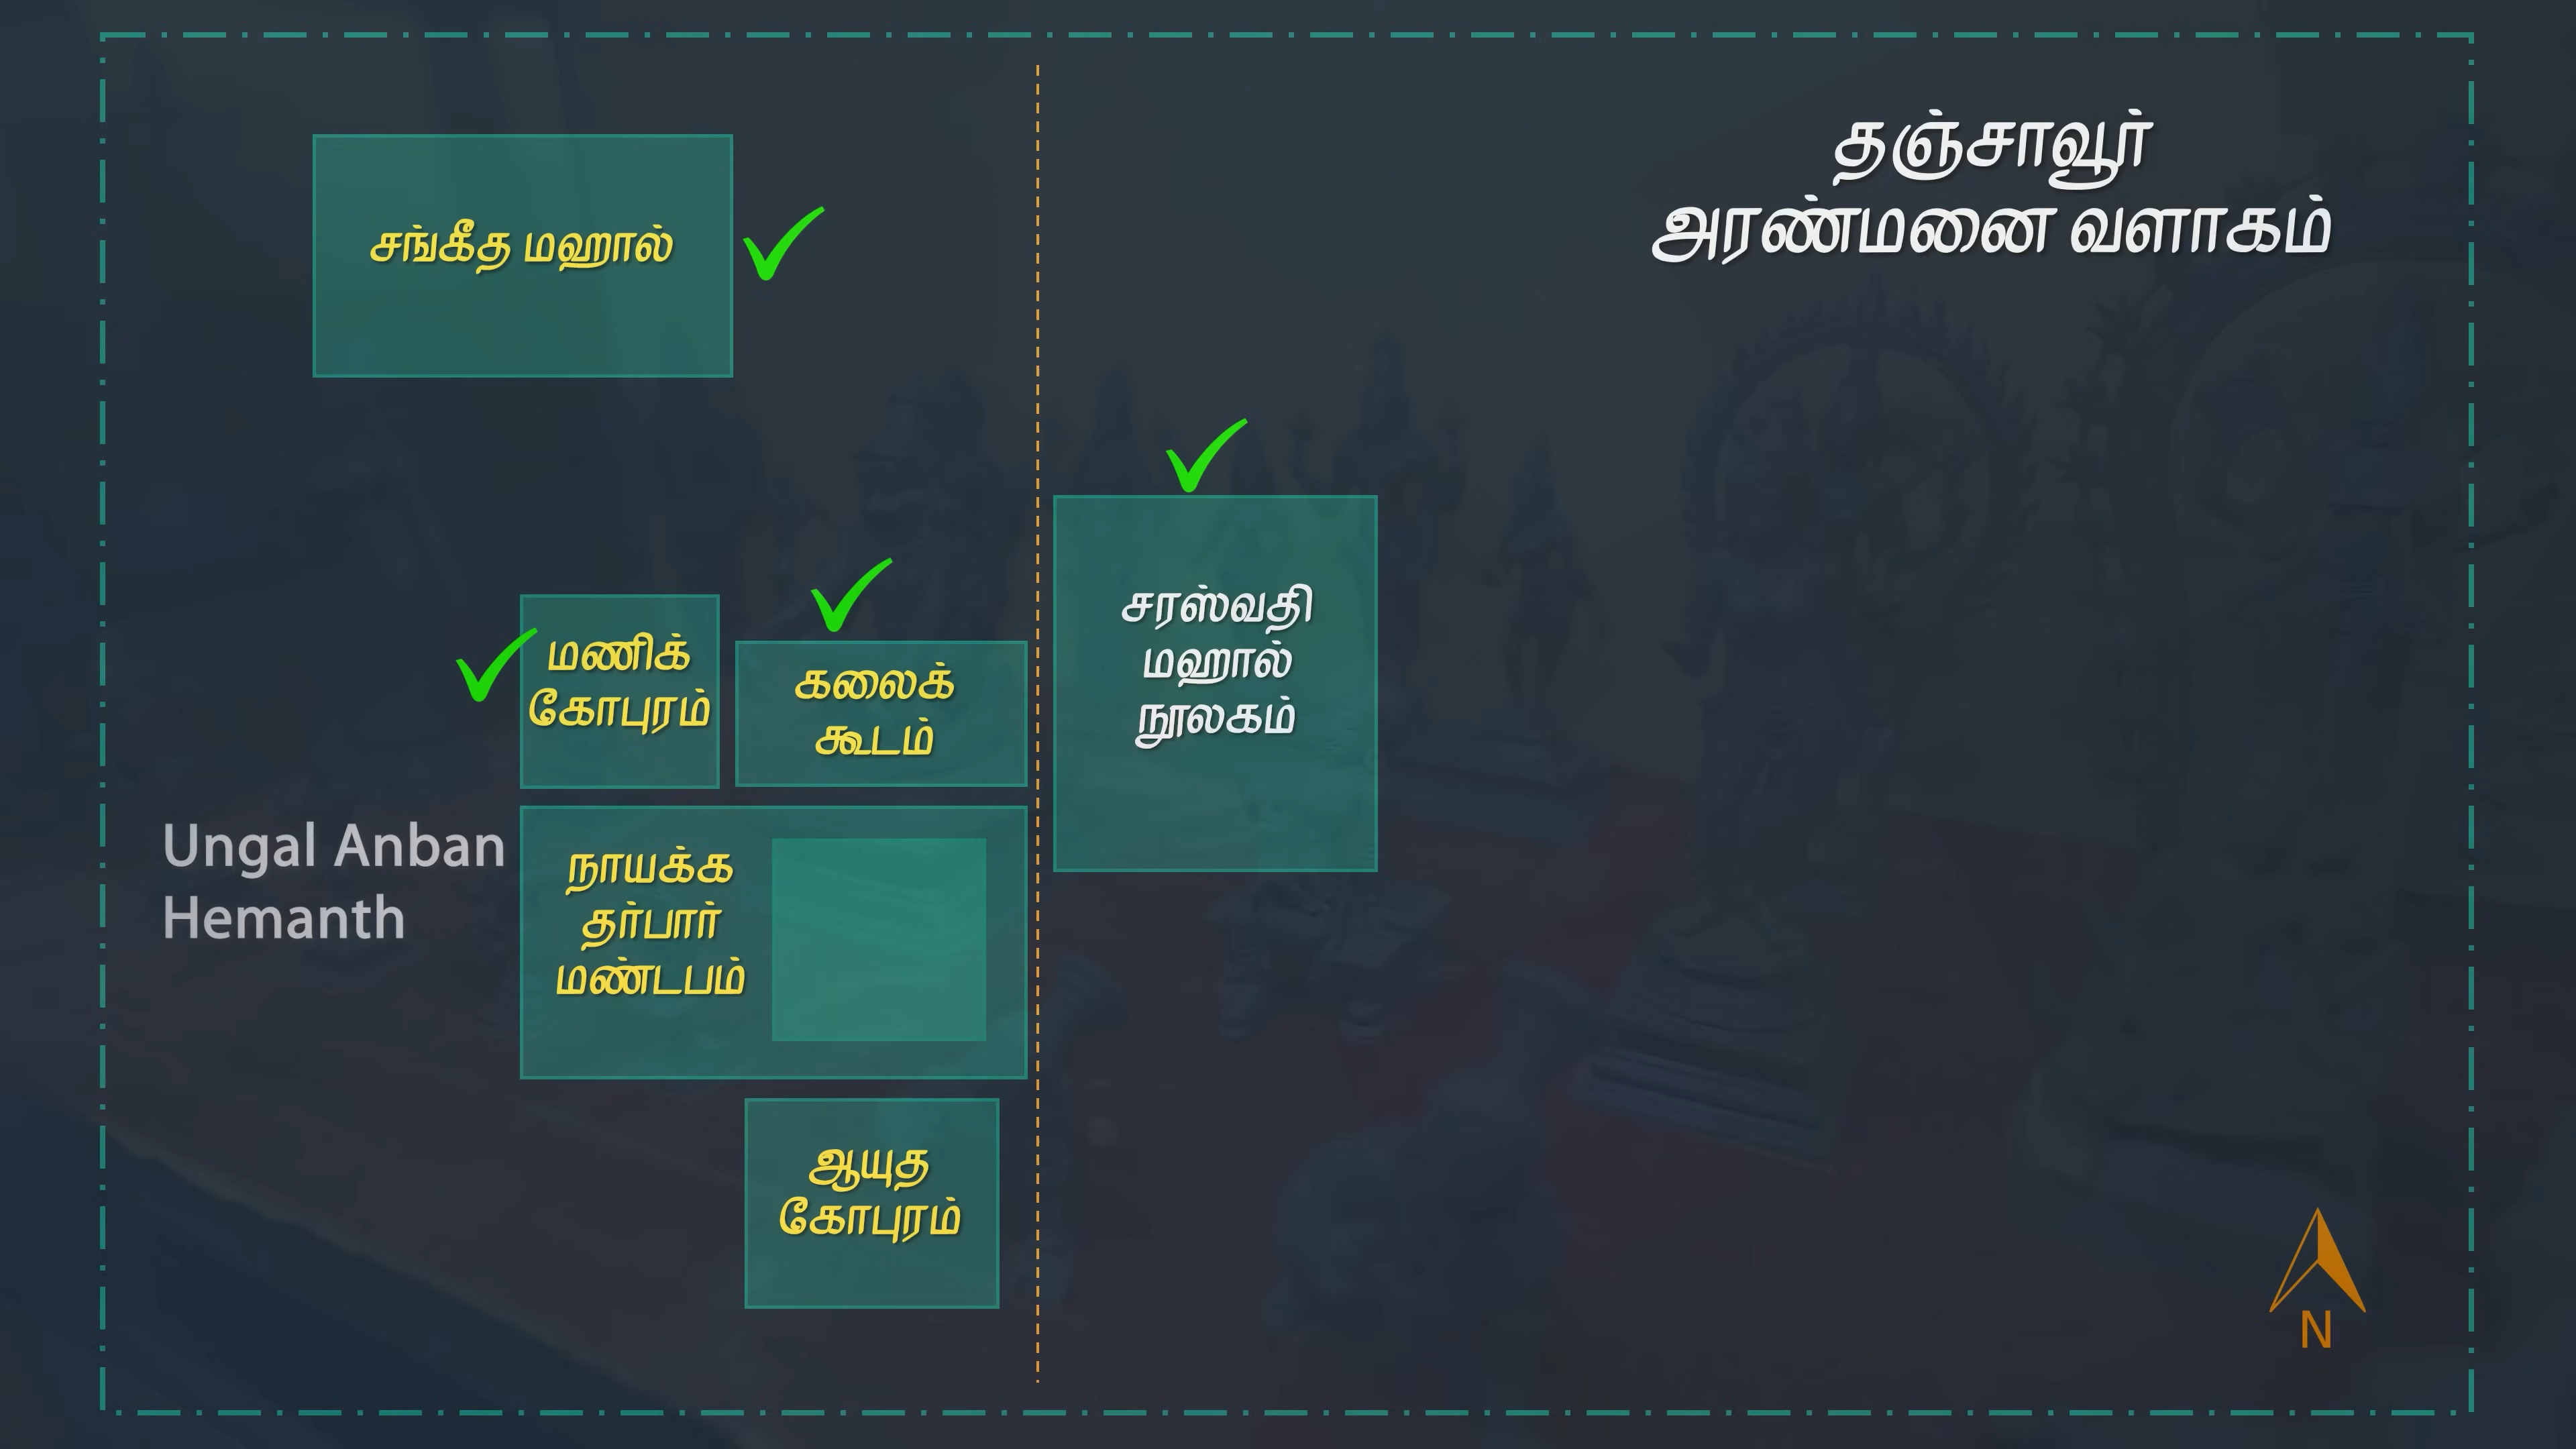 தஞ்சாவூர்
அரண்மனை வளாகம்
சங்கீத மஹால்
சரஸ்வதி
மஹால்
நூலகம்
மணிக்
கோபுரம்
கலைக்
கூடம்
Ungal Anban
Hemanth
நாயக்க
தர்பார்
மண்டபம்
ஆயுத
கோபுரம்
N